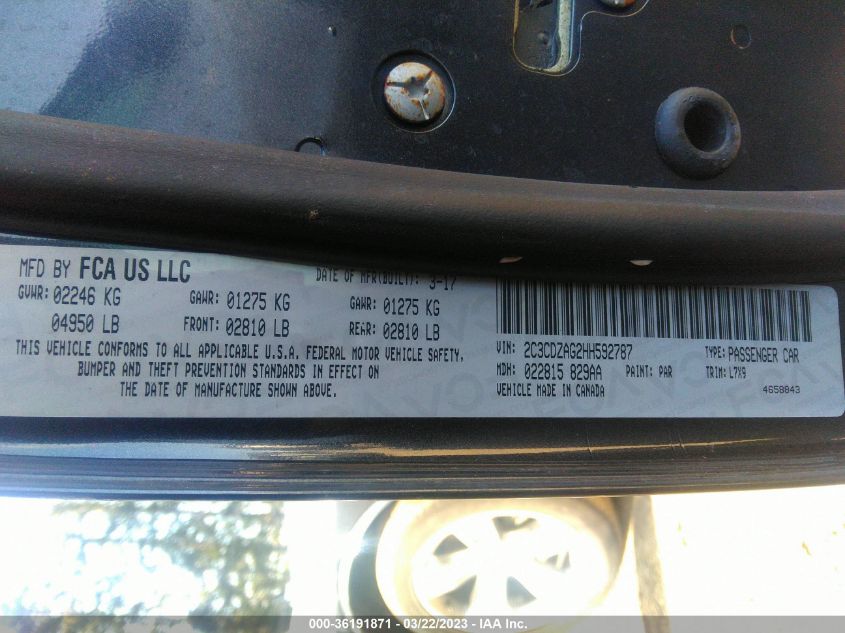 MFD BY FCA US LLC
DATE OF MFR(BUILT): 3-17
GVWR: 02246 KG GAWR: 01275 KG GAWR: 01275 KG
04950 LB FRONT: 02810 LB REAR: 02810 LB
THIS VEHICLE CONFORMS TO ALL APPLICABLE U.S.A. FEDERAL MOTOR VEHICLE SAFETY,
BUMPER AND THEFT PREVENTION STANDARDS IN EFFECT ON
THE DATE OF MANUFACTURE SHOWN ABOVE.
VIN: 2C3CDZAG2HH592787 TYPE: PASSENGER CAR
MDH: 022815 829AA PAINT: PAR TRIM: L7X9
VEHICLE MADE IN CANADA 4658843
000-36191871 - 03/22/2023 - IAA Inc.